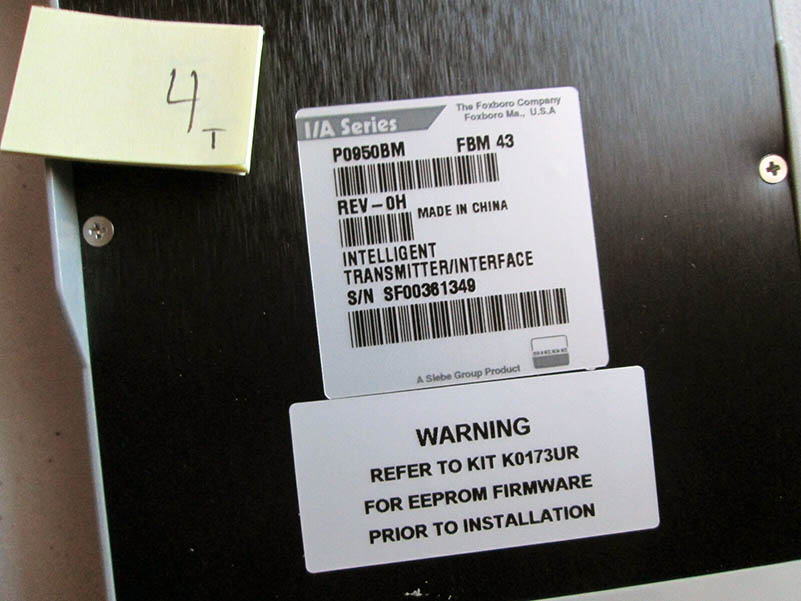 4
T
I/A Series
The Foxboro Company
Foxboro Ma., U.S.A
P0950BM FBM 43
REV-0H MADE IN CHINA
INTELLIGENT
TRANSMITTER/INTERFACE
S/N SF00361349
SIEBE
A Siebe Group Product
WARNING
REFER TO KIT K0173UR
FOR EEPROM FIRMWARE
PRIOR TO INSTALLATION